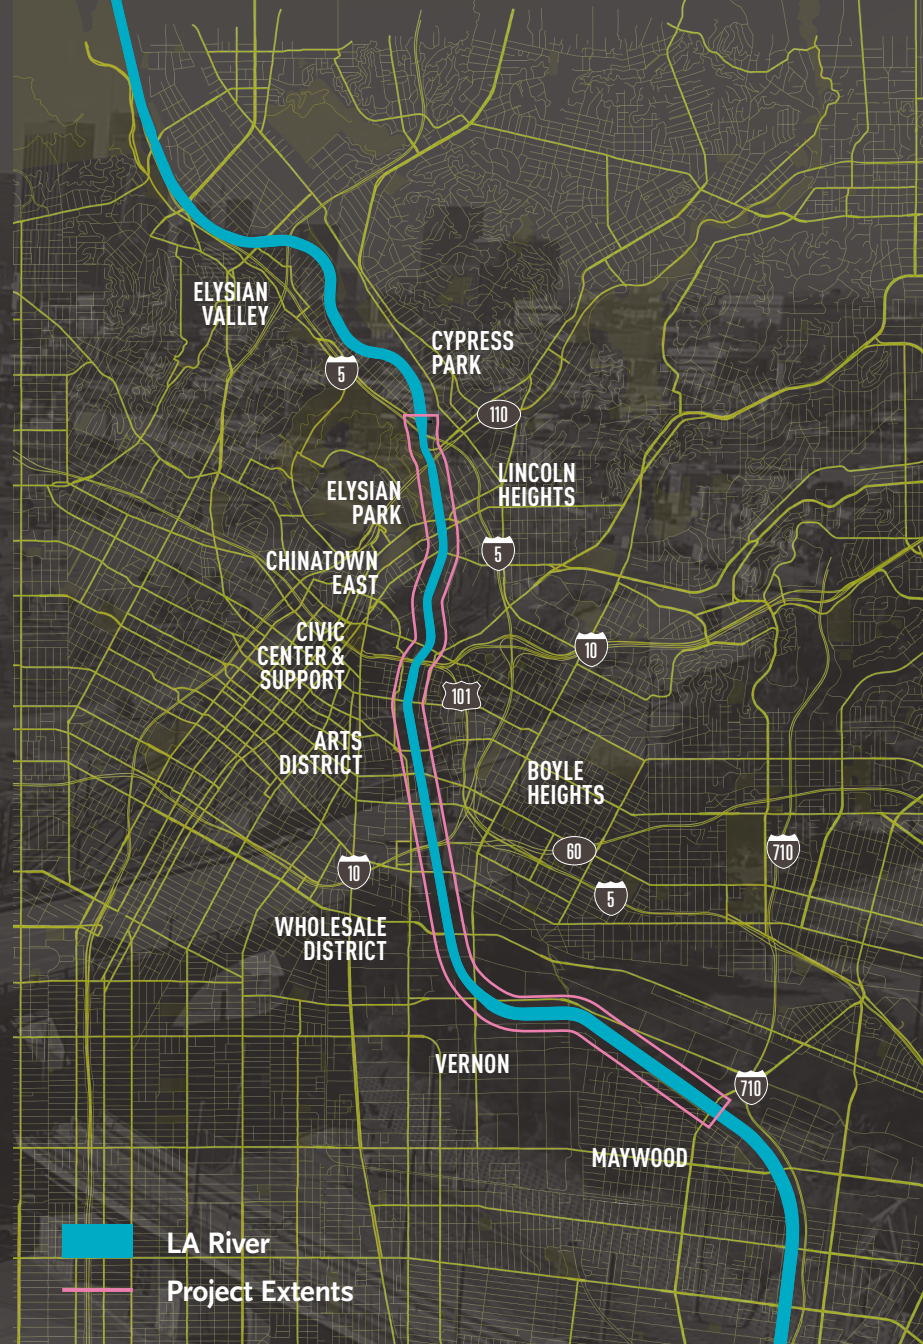 ELYSIAN
VALLEY
CYPRESS
PARK
5
110
LINCOLN
HEIGHTS
ELYSIAN
PARK
5
CHINATOWN
EAST
CIVIC
CENTER &
SUPPORT
10
101
ARTS
DISTRICT
BOYLE
HEIGHTS
60
710
10
5
WHOLESALE
DISTRICT
VERNON
710
MAYWOOD
LA River
Project Extents